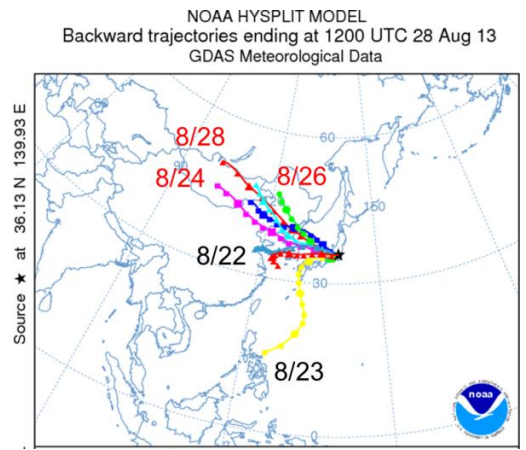 NOAA HYSPLIT MODEL
Backward trajectories ending at 1200 UTC 28 Aug 13
GDAS Meteorological Data
Source ★ at 36.13 N 139.93 E
60
8/28
90
8/24
8/26
150
8/22
30
8/23
0
noaa